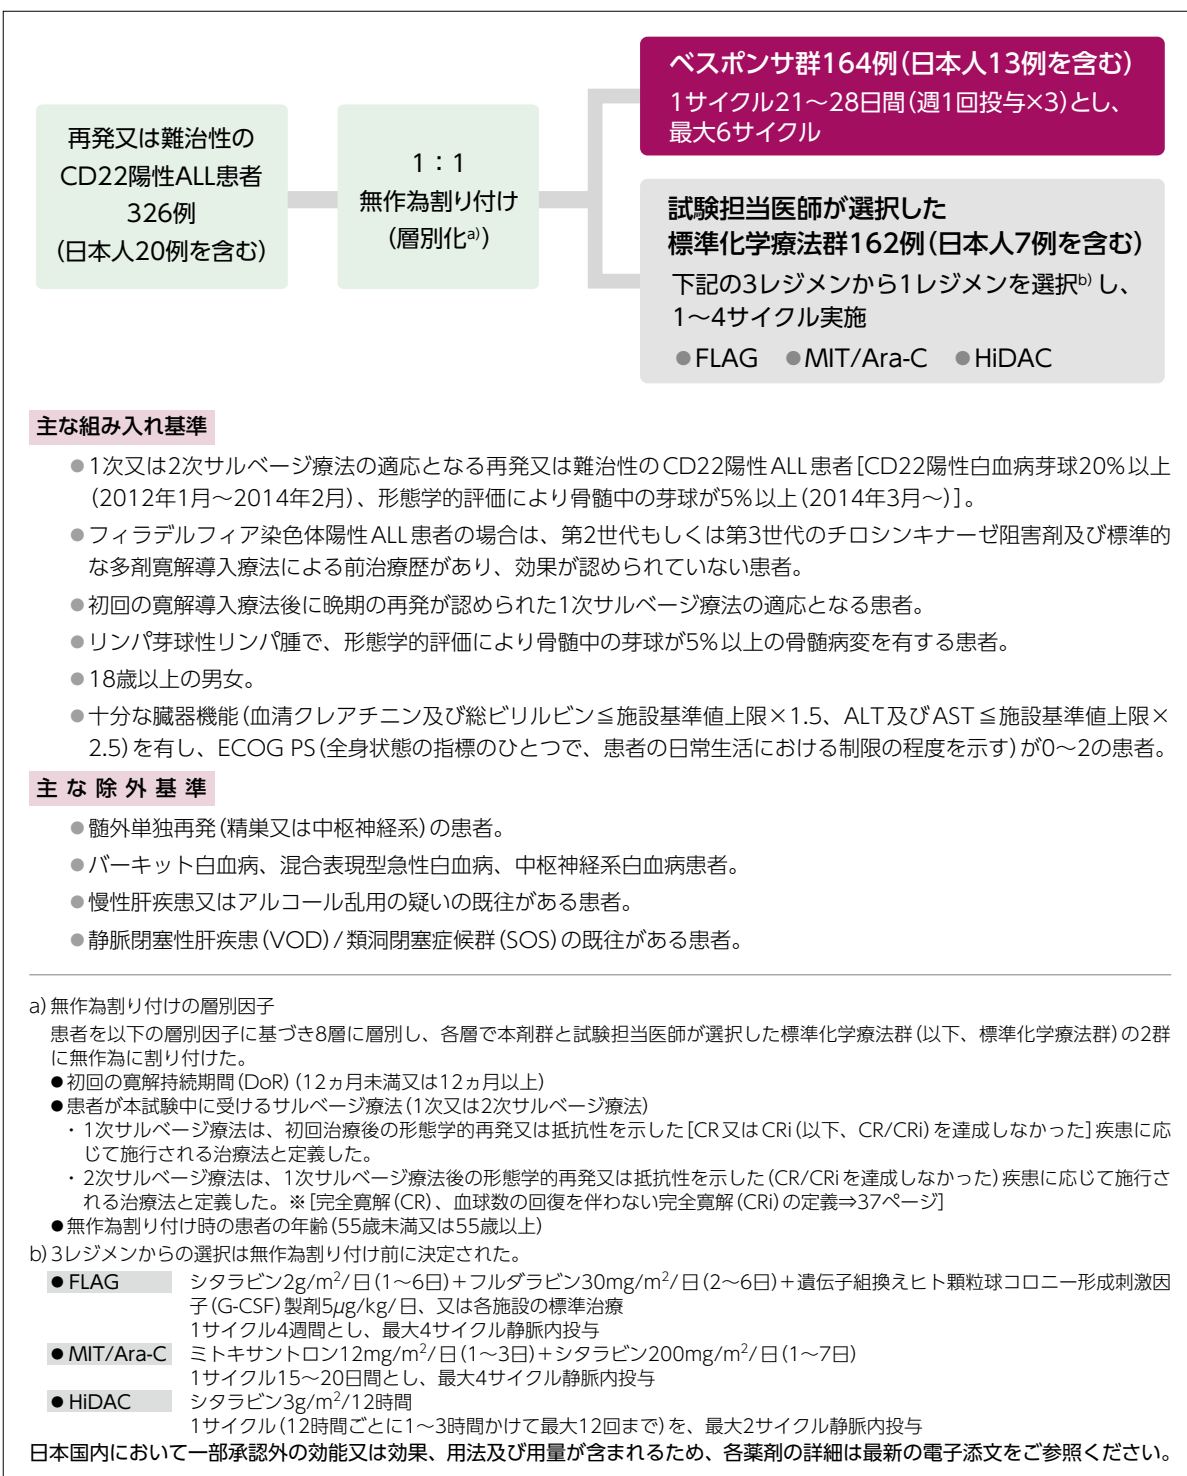 再発又は難治性の
CD22陽性ALL患者
326例
(日本人20例を含む)
1：1
無作為割り付け
(層別化a))
ベスポンサ群164例(日本人13例を含む)
1サイクル21～28日間(週1回投与×3)とし、
最大6サイクル
試験担当医師が選択した
標準化学療法群162例(日本人7例を含む)
下記の3レジメンから1レジメンを選択b)し、
1～4サイクル実施
●FLAG ●MIT/Ara-C ●HiDAC
主な組み入れ基準
●1次又は2次サルベージ療法の適応となる再発又は難治性のCD22陽性ALL患者[CD22陽性白血病芽球20%以上
(2012年1月～2014年2月)、形態学的評価により骨髄中の芽球が5%以上(2014年3月～)]。
●フィラデルフィア染色体陽性ALL患者の場合は、第2世代もしくは第3世代のチロシンキナーゼ阻害剤及び標準的
な多剤寛解導入療法による前治療歴があり、効果が認められていない患者。
●初回の寛解導入療法後に晩期の再発が認められた1次サルベージ療法の適応となる患者。
●リンパ芽球性リンパ腫で、形態学的評価により骨髄中の芽球が5%以上の骨髄病変を有する患者。
●18歳以上の男女。
●十分な臓器機能(血清クレアチニン及び総ビリルビン≦施設基準値上限×1.5、ALT及びAST≦施設基準値上限×
2.5)を有し、ECOG PS(全身状態の指標のひとつで、患者の日常生活における制限の程度を示す)が0～2の患者。
主な除外基準
●髄外単独再発(精巣又は中枢神経系)の患者。
●バーキット白血病、混合表現型急性白血病、中枢神経系白血病患者。
●慢性肝疾患又はアルコール乱用の疑いの既往がある患者。
●静脈閉塞性肝疾患(VOD)/類洞閉塞症候群(SOS)の既往がある患者。
a)無作為割り付けの層別因子
患者を以下の層別因子に基づき8層に層別し、各層で本剤群と試験担当医師が選択した標準化学療法群(以下、標準化学療法群)の2群
に無作為に割り付けた。
●初回の寛解持続期間(DoR)(12ヵ月未満又は12ヵ月以上)
●患者が本試験中に受けるサルベージ療法(1次又は2次サルベージ療法)
・1次サルベージ療法は、初回治療後の形態学的再発又は抵抗性を示した[CR又はCRi(以下、CR/CRi)を達成しなかった]疾患に応
じて施行される治療法と定義した。
・2次サルベージ療法は、1次サルベージ療法後の形態学的再発又は抵抗性を示した(CR/CRiを達成しなかった)疾患に応じて施行さ
れる治療法と定義した。※[完全寛解(CR)、血球数の回復を伴わない完全寛解(CRi)の定義⇒37ページ]
●無作為割り付け時の患者の年齢(55歳未満又は55歳以上)
b)3レジメンからの選択は無作為割り付け前に決定された。
●FLAG シタラビン2g/m²/日(1～6日)+フルダラビン30mg/m²/日(2～6日)+遺伝子組換えヒト顆粒球コロニー形成刺激因
子(G-CSF)製剤5μg/kg/日、又は各施設の標準治療
1サイクル4週間とし、最大4サイクル静脈内投与
●MIT/Ara-C ミトキサントロン12mg/m²/日(1～3日)+シタラビン200mg/m²/日(1～7日)
1サイクル15～20日間とし、最大4サイクル静脈内投与
●HiDAC シタラビン3g/m²/12時間
1サイクル(12時間ごとに1～3時間かけて最大12回まで)を、最大2サイクル静脈内投与
日本国内において一部承認外の効能又は効果、用法及び用量が含まれるため、各薬剤の詳細は最新の電子添文をご参照ください。